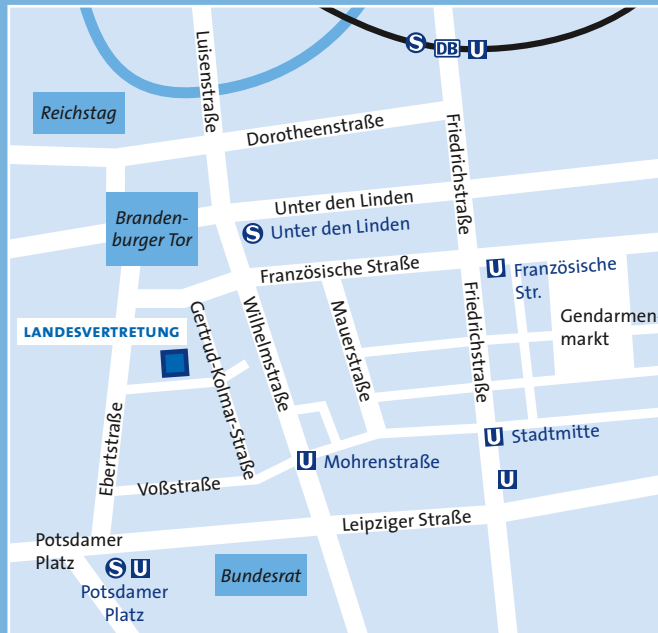 S DB U
Luisenstraße
Reichstag
Dorotheenstraße
Friedrichstraße
Unter den Linden
Branden-
burger Tor
S Unter den Linden
Französische Straße
U Französische
Str.
Gendarmen
markt
LANDESVERTRETUNG
Gertrud-Kolmar-Straße
Wilhelmstraße
Mauerstraße
Friedrichstraße
Ebertstraße
U Stadtmitte
U Mohrenstraße
U
Voßstraße
Leipziger Straße
Potsdamer
Platz
S U
Potsdamer
Platz
Bundesrat